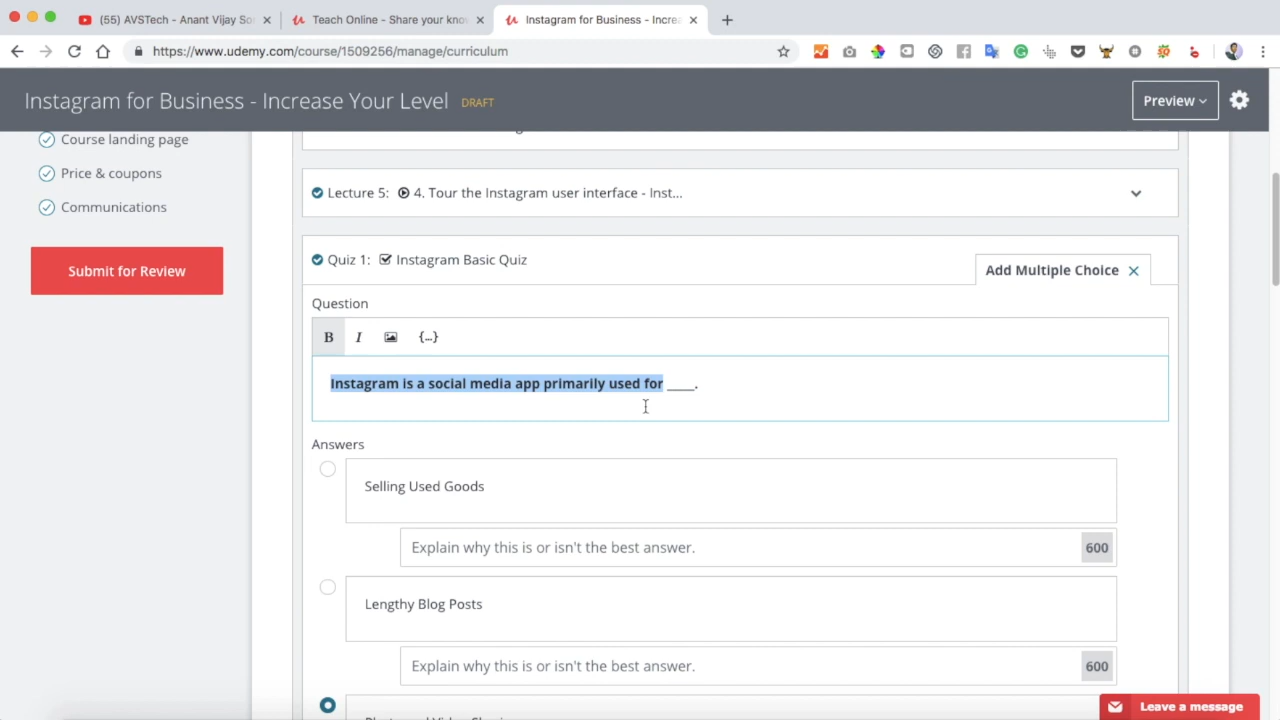 (55) AVSTech - Anant Vijay So
Teach Online - Share your kno
Instagram for Business - Increa
https://www.udemy.com/course/1509256/manage/curriculum
Instagram for Business - Increase Your Level DRAFT
Preview
Course landing page
Price & coupons
Communications
Submit for Review
Lecture 5: 4. Tour the Instagram user interface - Inst...
Quiz 1: Instagram Basic Quiz
Add Multiple Choice
Question
B I {...}
Instagram is a social media app primarily used for ____.
Answers
Selling Used Goods
Explain why this is or isn't the best answer. 600
Lengthy Blog Posts
Explain why this is or isn't the best answer. 600
Leave a message